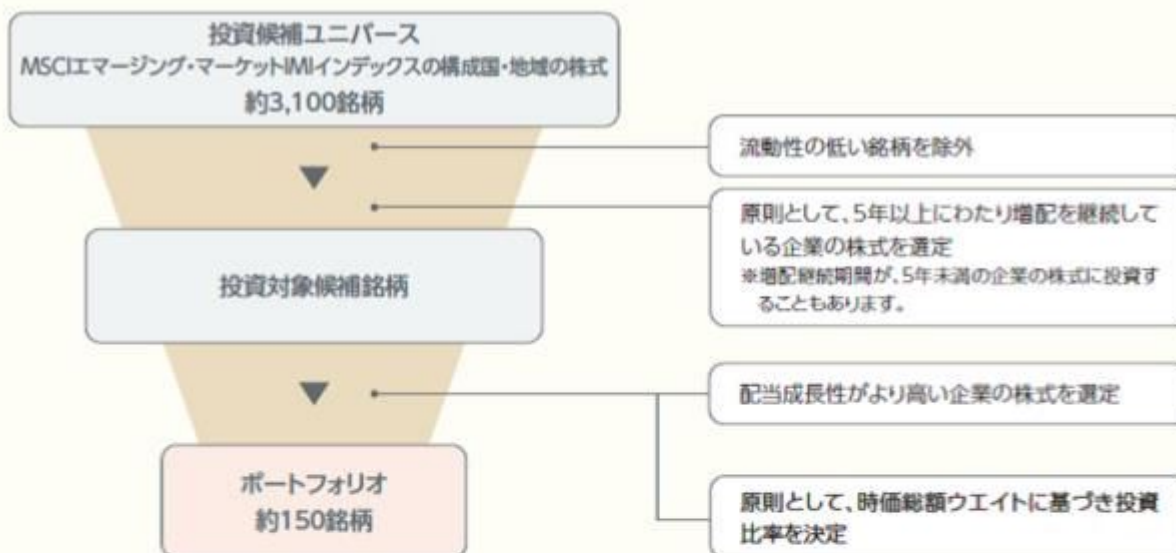 投資候補ユニバース
MSCIエマージング・マーケットIMIインデックスの構成国・地域の株式
約3,100銘柄
流動性の低い銘柄を除外
原則として、5年以上にわたり増配を継続して
いる企業の株式を選定
※増配継続期間が、5年未満の企業の株式に投資す
ることもあります。
投資対象候補銘柄
配当成長性がより高い企業の株式を選定
ポートフォリオ
約150銘柄
原則として、時価総額ウエイトに基づき投資
比率を決定